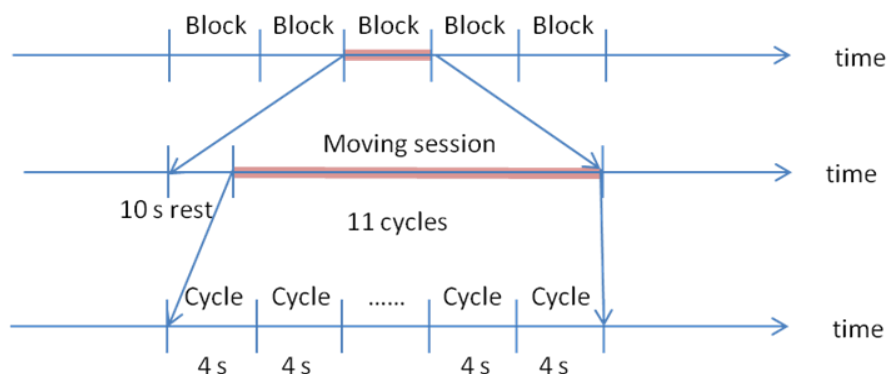 Block Block Block Block Block
time
Moving session
time
10 s rest
11 cycles
Cycle Cycle ...... Cycle Cycle
time
4 s 4 s 4 s 4 s